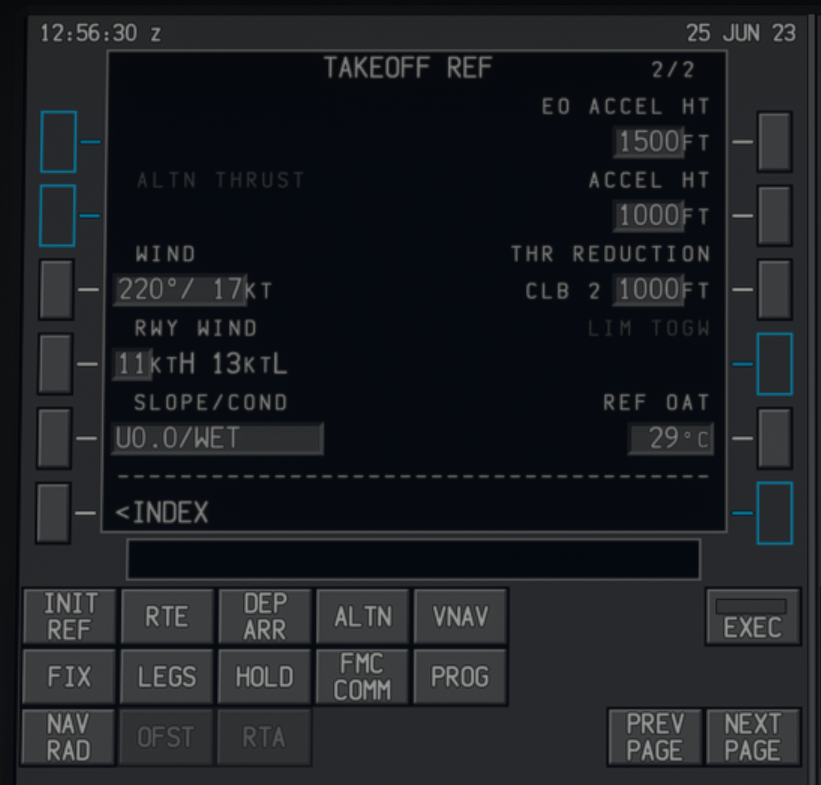 12:56:30 z 25 JUN 23
TAKEOFF REF 2/2
EO ACCEL HT
1500FT
ALTN THRUST ACCEL HT
1000FT
WIND THR REDUCTION
220°/ 17KT CLB 2 1000FT
RWY WIND LIM TOGW
11KTH 13KTL
SLOPE/COND REF OAT
U0.0/WET 29°C
------------------------------------------
<INDEX
INIT REF RTE DEP ARR ALTN VNAV EXEC
FIX LEGS HOLD FMC COMM PROG
NAV RAD OFST RTA PREV PAGE NEXT PAGE